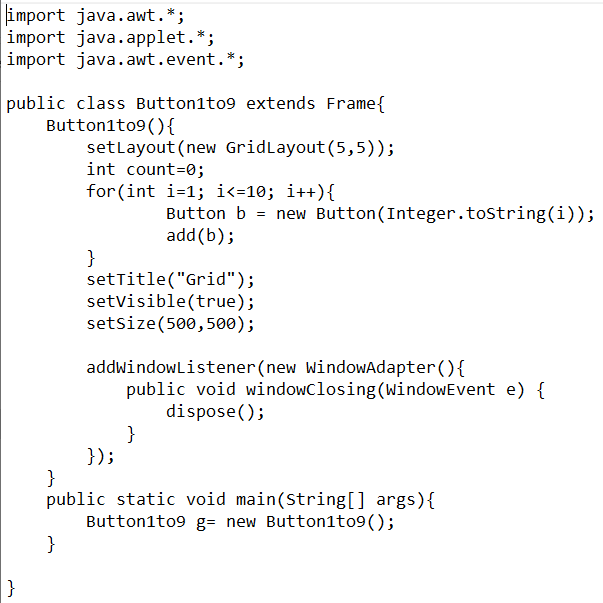 import java.awt.*;
import java.applet.*;
import java.awt.event.*;

public class Button1to9 extends Frame{
    Button1to9(){
        setLayout(new GridLayout(5,5));
        int count=0;
        for(int i=1; i<=10; i++){
                Button b = new Button(Integer.toString(i));
                add(b);
        }
        setTitle("Grid");
        setVisible(true);
        setSize(500,500);

        addWindowListener(new WindowAdapter(){
            public void windowClosing(WindowEvent e) {
                dispose();
            }
        });
    }
    public static void main(String[] args){
        Button1to9 g= new Button1to9();
    }

}